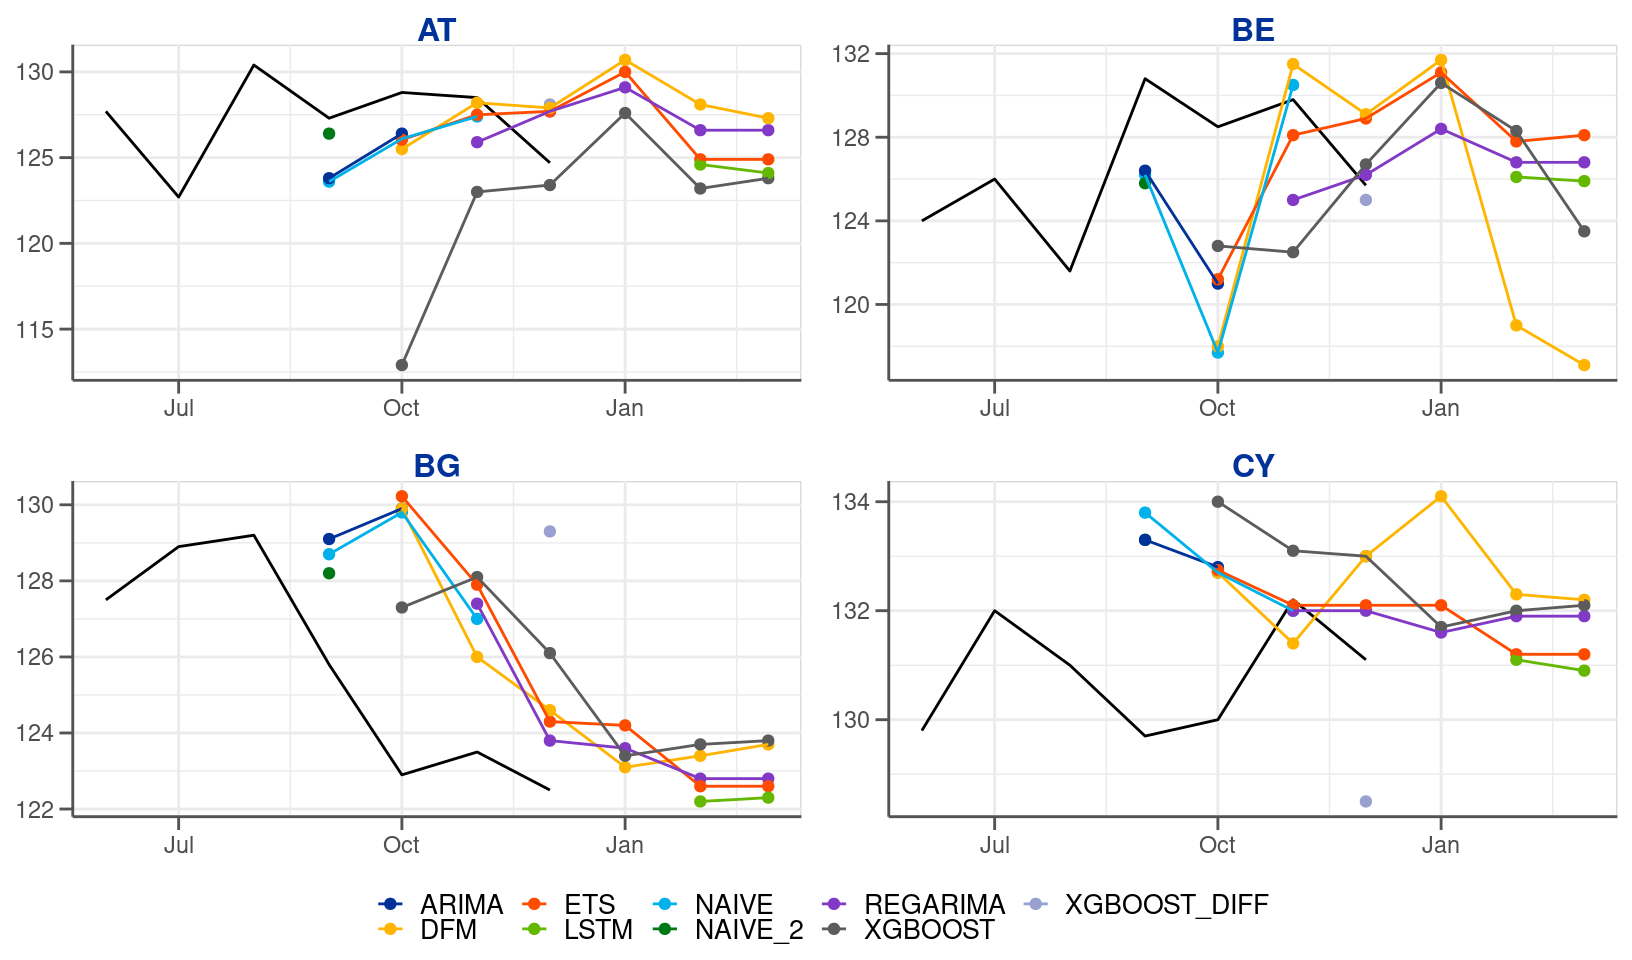 AT
130
125
120
115
Jul Oct Jan
BE
132
128
124
120
Jul Oct Jan
BG
130
128
126
124
122
Jul Oct Jan
CY
134
132
130
Jul Oct Jan
ARIMA ETS NAIVE REGARIMA XGBOOST_DIFF
DFM LSTM NAIVE_2 XGBOOST